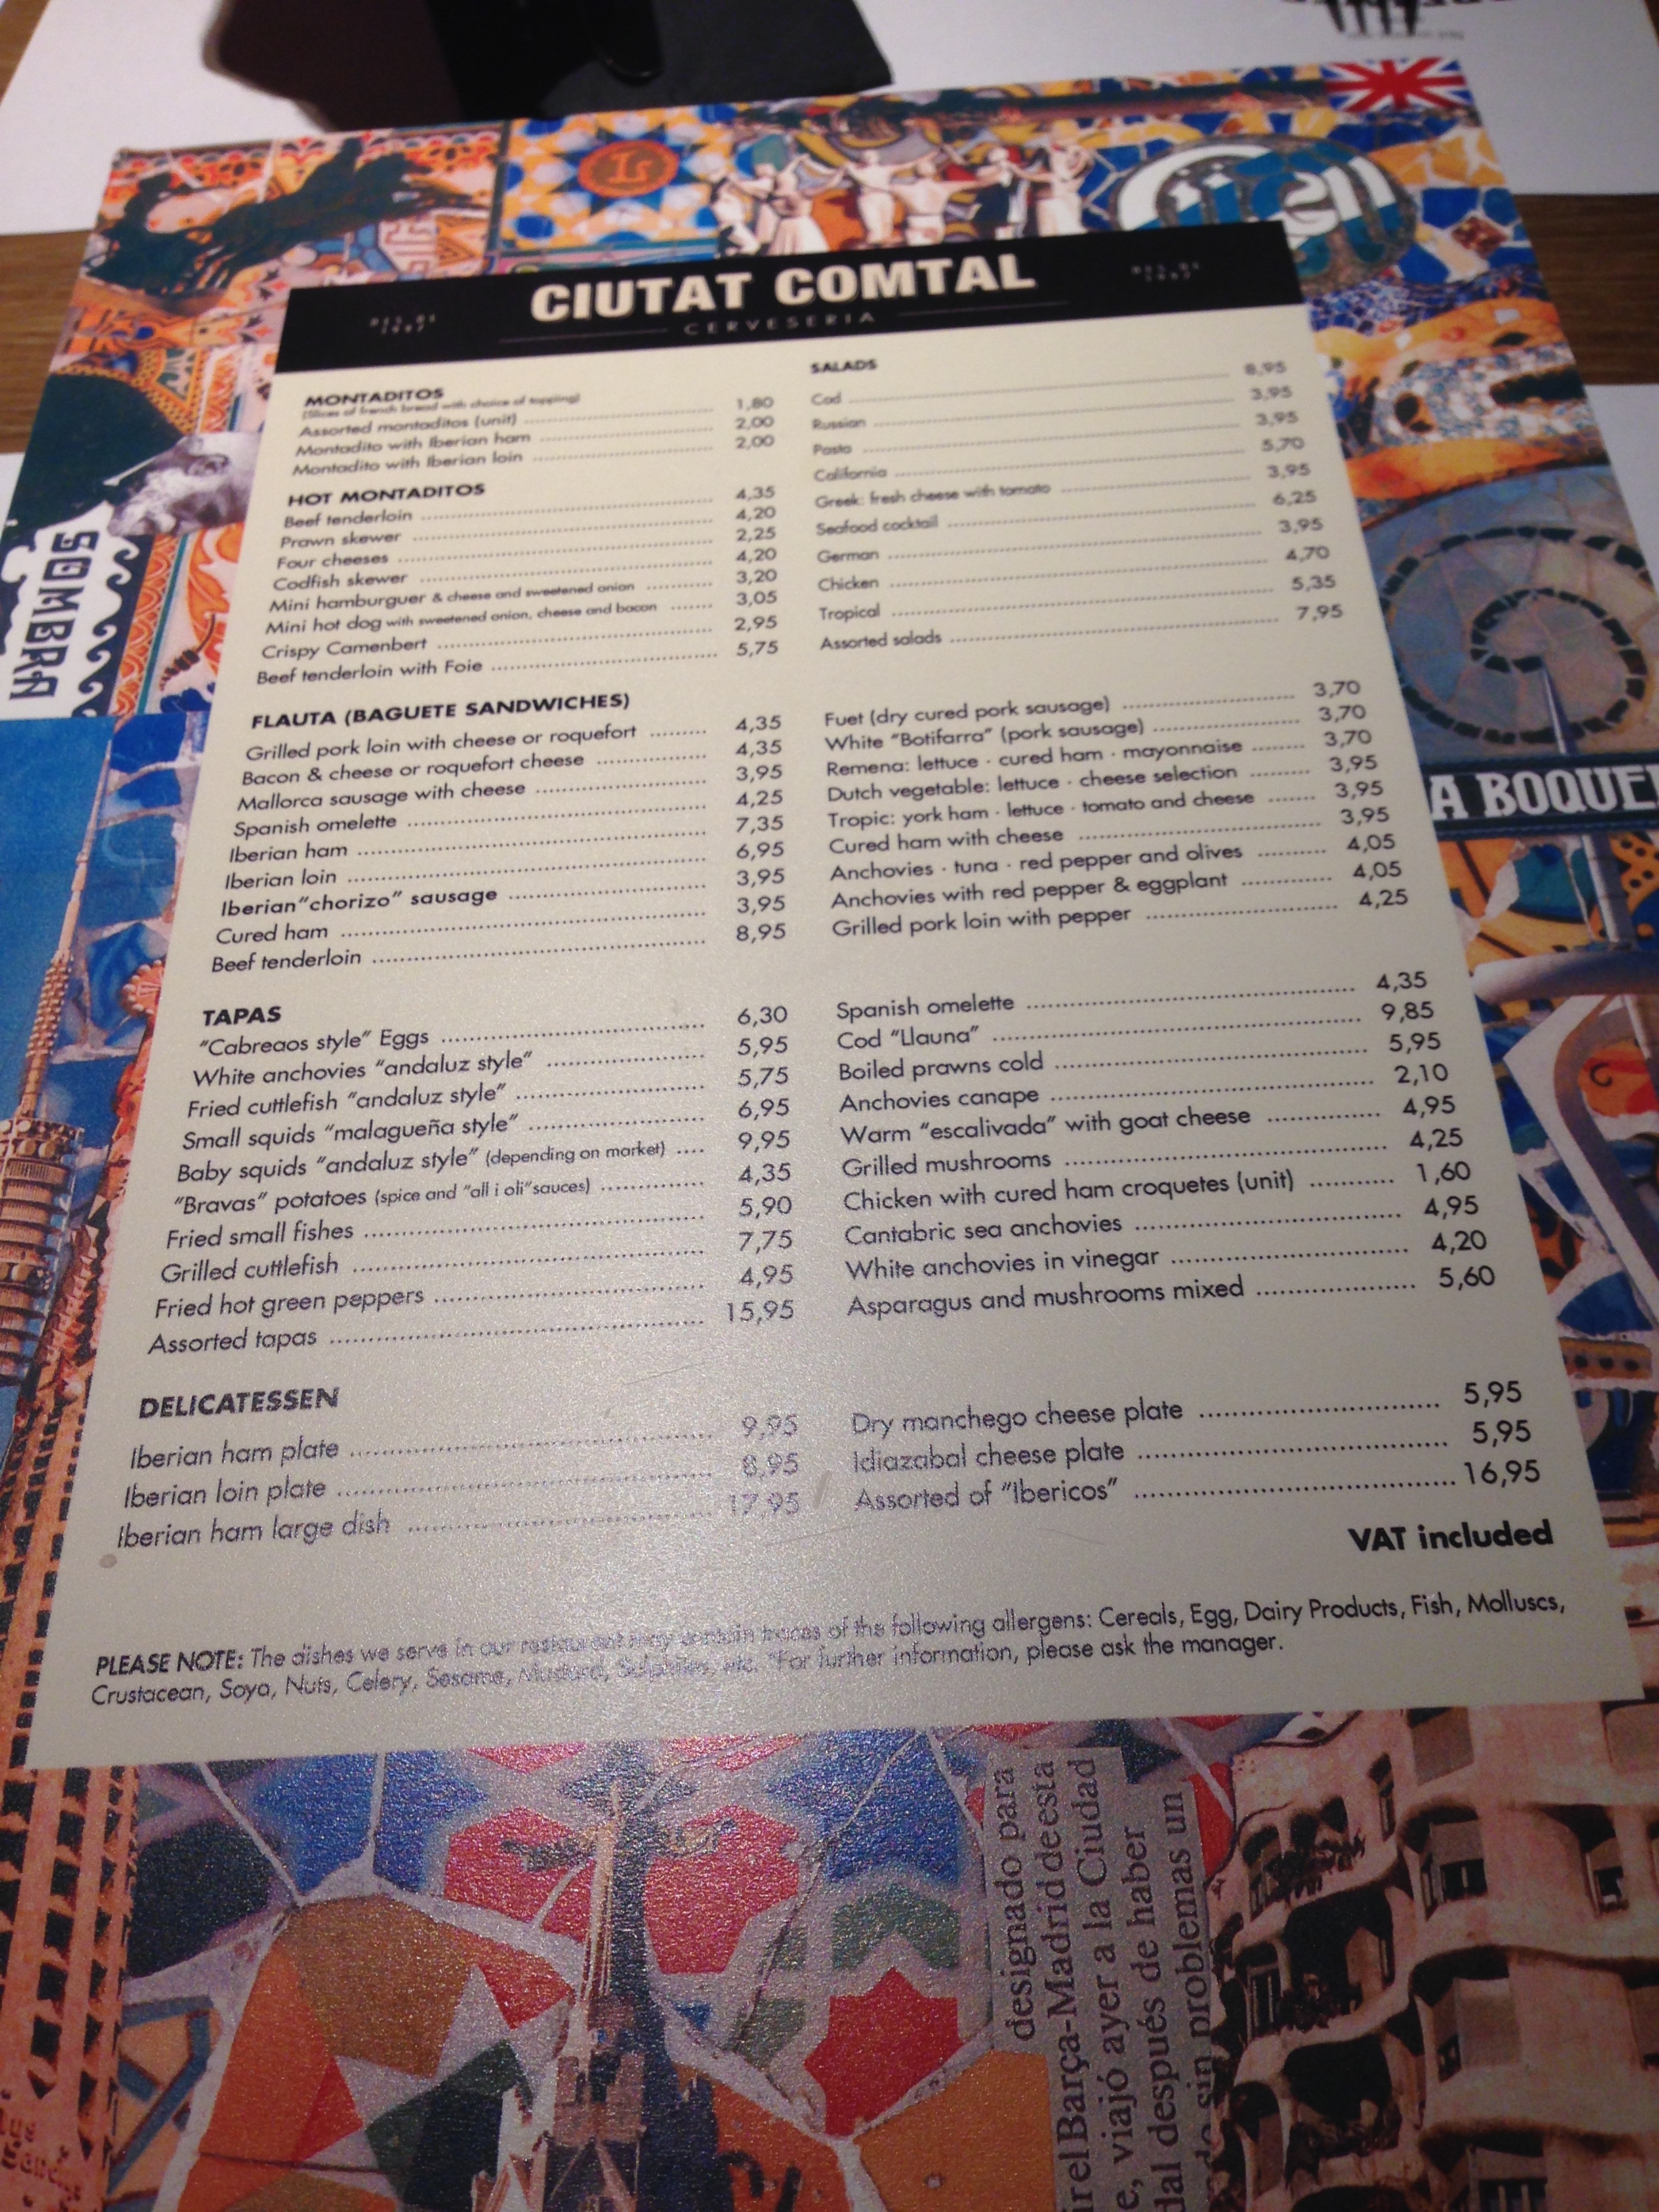 CIUTAT COMTAL
CERVESERIA
MONTADITOS
(Slices of french bread with choice of topping)
Assorted montaditos (unit) 1,80
Montadito with Iberian ham 2,00
Montadito with Iberian loin 2,00
HOT MONTADITOS
Beef tenderloin 4,35
Prawn skewer 4,20
Four cheeses 2,25
Codfish skewer 4,20
Mini hamburguer & cheese and sweetened onion 3,20
Mini hot dog with sweetened onion, cheese and bacon 3,05
Crispy Camenbert 2,95
Beef tenderloin with Foie 5,75
SALADS
Cod 8,95
Russian 3,95
Pasta 3,95
California 5,70
Greek: fresh cheese with tomato 3,95
Seafood cocktail 6,25
German 3,95
Chicken 4,70
Tropical 5,35
Assorted salads 7,95
FLAUTA (BAGUETE SANDWICHES)
Grilled pork loin with cheese or roquefort 4,35
Bacon & cheese or roquefort cheese 4,35
Mallorca sausage with cheese 3,95
Spanish omelette 4,25
Iberian ham 7,35
Iberian loin 6,95
Iberian "chorizo" sausage 3,95
Cured ham 3,95
Beef tenderloin 8,95
Fuet (dry cured pork sausage) 3,70
White "Botifarra" (pork sausage) 3,70
Remena: lettuce · cured ham · mayonnaise 3,70
Dutch vegetable: lettuce · cheese selection 3,95
Tropic: york ham · lettuce · tomato and cheese 3,95
Cured ham with cheese 3,95
Anchovies · tuna · red pepper and olives 4,05
Anchovies with red pepper & eggplant 4,05
Grilled pork loin with pepper 4,25
TAPAS
"Cabreaos style" Eggs 6,30
White anchovies "andaluz style" 5,95
Fried cuttlefish "andaluz style" 5,75
Small squids "malagueña style" 6,95
Baby squids "andaluz style" (depending on market) 9,95
"Bravas" potatoes (spice and "all i oli" sauces) 4,35
Fried small fishes 5,90
Grilled cuttlefish 7,75
Fried hot green peppers 4,95
Assorted tapas 15,95
Spanish omelette 4,35
Cod "Llauna" 9,85
Boiled prawns cold 5,95
Anchovies canape 2,10
Warm "escalivada" with goat cheese 4,95
Grilled mushrooms 4,25
Chicken with cured ham croquetes (unit) 1,60
Cantabric sea anchovies 4,95
White anchovies in vinegar 4,20
Asparagus and mushrooms mixed 5,60
DELICATESSEN
Iberian ham plate 9,95
Iberian loin plate 8,95
Iberian ham large dish 17,95
Dry manchego cheese plate 5,95
Idiazabal cheese plate 5,95
Assorted of "Ibericos" 16,95
VAT included
PLEASE NOTE: The dishes we serve in our restaurant may contain traces of the following allergens: Cereals, Egg, Dairy Products, Fish, Molluscs,
Crustacean, Soya, Nuts, Celery, Sesame, Mustard, Sulphites, etc. *For further information, please ask the manager.
SOMBRA
A BOQUE
designado para
Barça-Madrid de esta
viajó ayer a la Ciudad
después de haber
sin problemas un